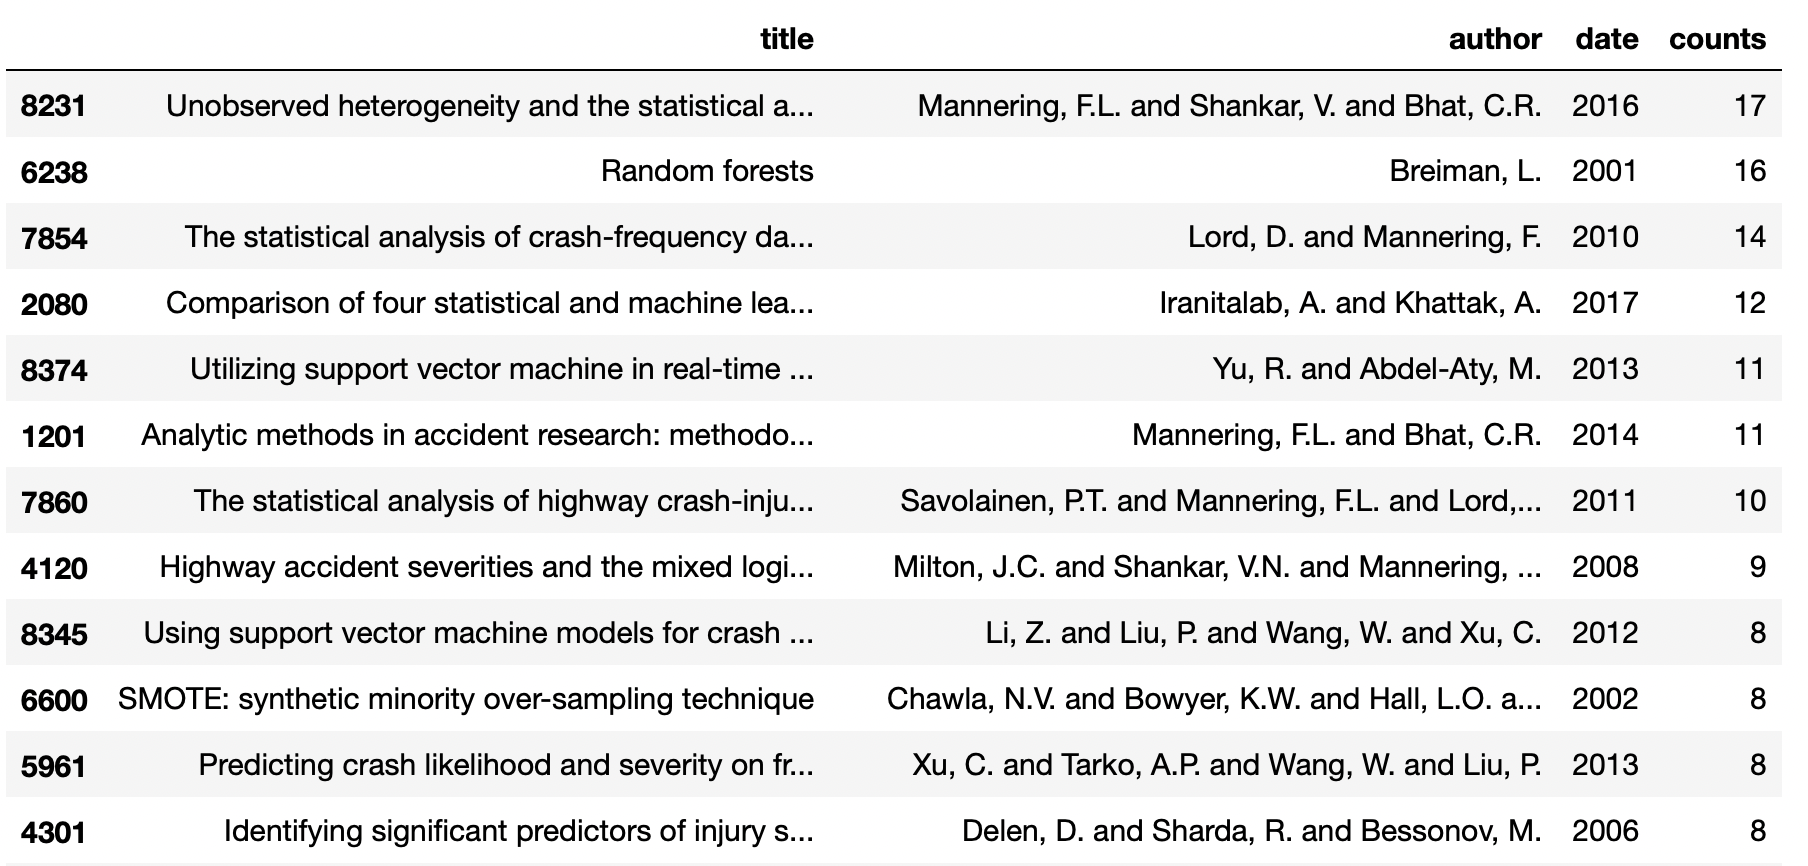 title author date counts
8231 Unobserved heterogeneity and the statistical a... Mannering, F.L. and Shankar, V. and Bhat, C.R. 2016 17
6238 Random forests Breiman, L. 2001 16
7854 The statistical analysis of crash-frequency da... Lord, D. and Mannering, F. 2010 14
2080 Comparison of four statistical and machine lea... Iranitalab, A. and Khattak, A. 2017 12
8374 Utilizing support vector machine in real-time ... Yu, R. and Abdel-Aty, M. 2013 11
1201 Analytic methods in accident research: methodo... Mannering, F.L. and Bhat, C.R. 2014 11
7860 The statistical analysis of highway crash-inju... Savolainen, P.T. and Mannering, F.L. and Lord,... 2011 10
4120 Highway accident severities and the mixed logi... Milton, J.C. and Shankar, V.N. and Mannering, ... 2008 9
8345 Using support vector machine models for crash ... Li, Z. and Liu, P. and Wang, W. and Xu, C. 2012 8
6600 SMOTE: synthetic minority over-sampling technique Chawla, N.V. and Bowyer, K.W. and Hall, L.O. a... 2002 8
5961 Predicting crash likelihood and severity on fr... Xu, C. and Tarko, A.P. and Wang, W. and Liu, P. 2013 8
4301 Identifying significant predictors of injury s... Delen, D. and Sharda, R. and Bessonov, M. 2006 8